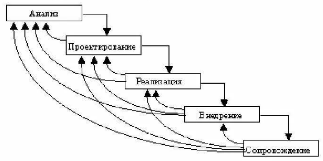 Анализ
Проектирование
Реализация
Внедрение
Сопровождение